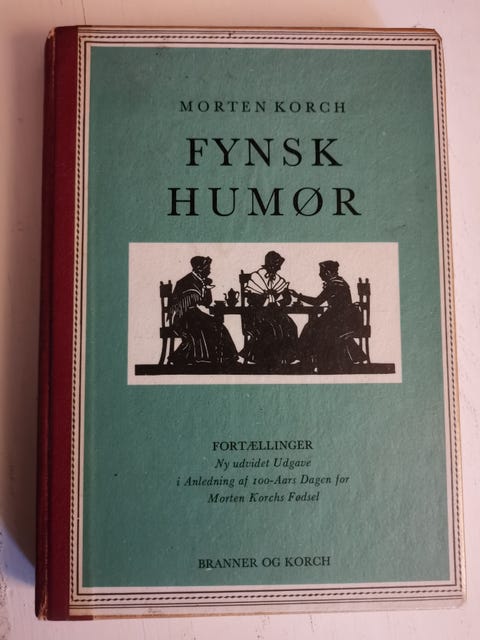 MORTEN KORCH
FYNSK
HUMØR
FORTÆLLINGER
Ny udvidet Udgave
i Anledning af 100-Aars Dagen for
Morten Korchs Fødsel
BRANNER OG KORCH